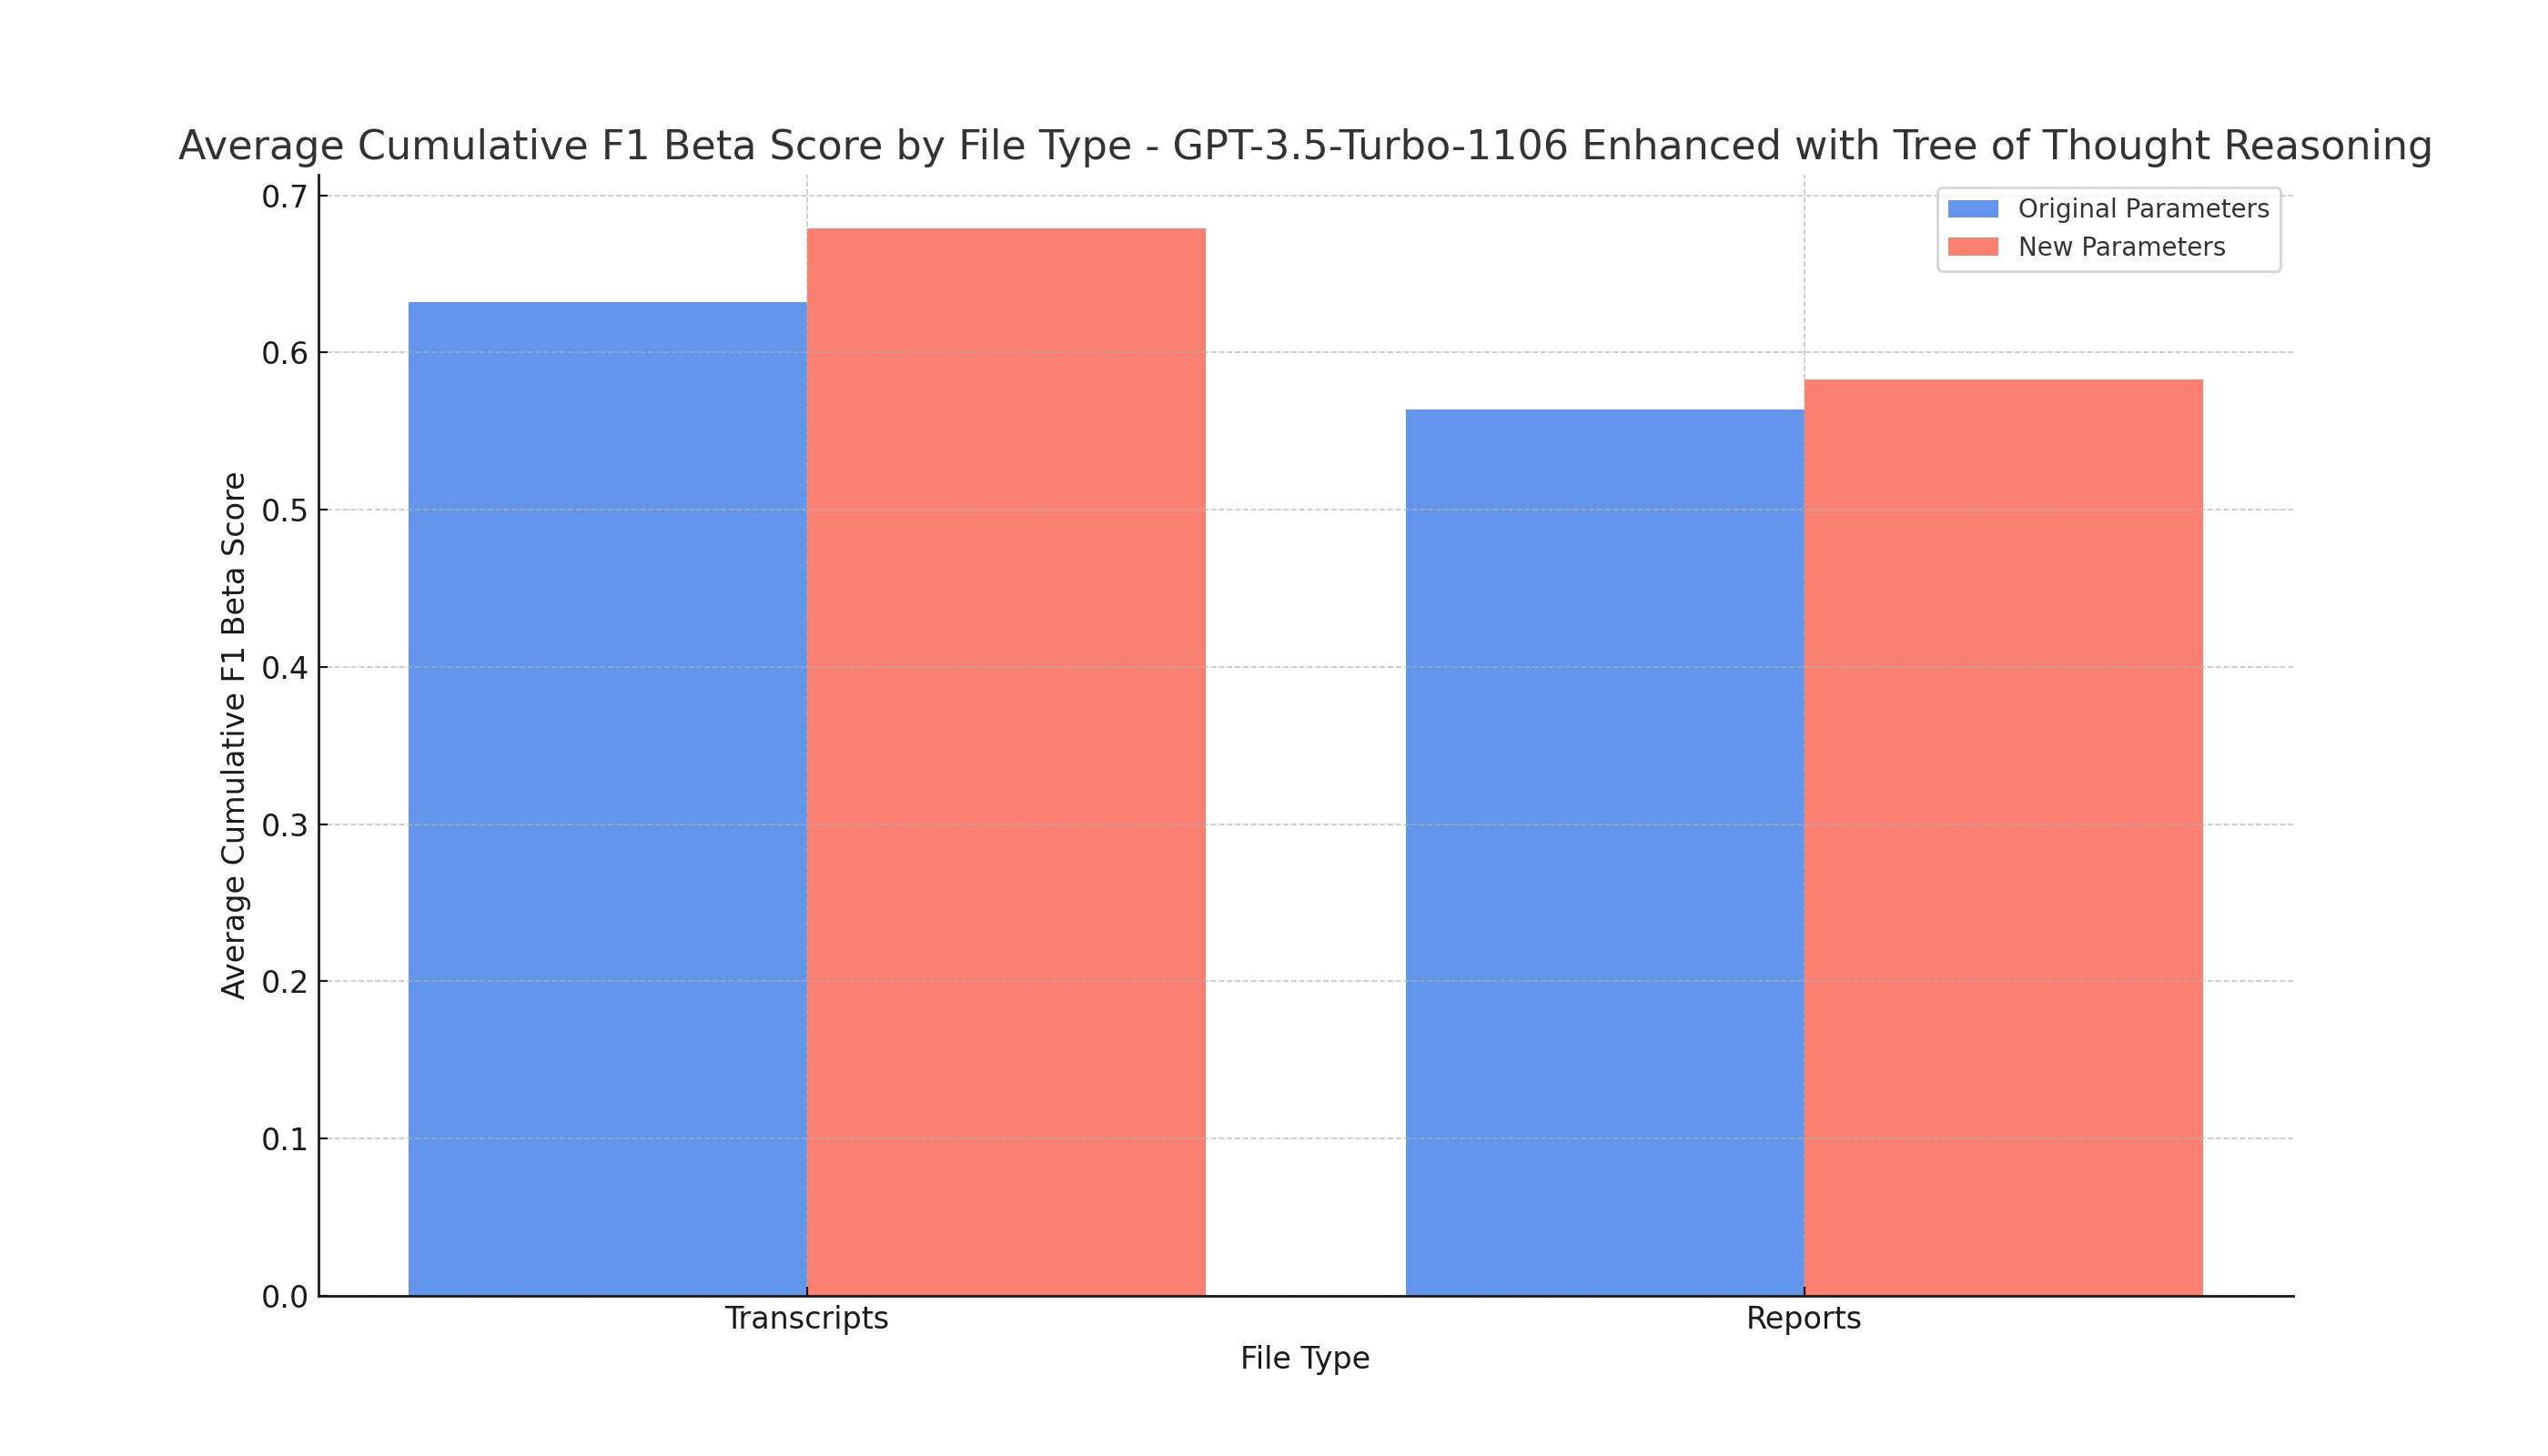 Average Cumulative F1 Beta Score by File Type - GPT-3.5-Turbo-1106 Enhanced with Tree of Thought Reasoning
Original Parameters
New Parameters
Average Cumulative F1 Beta Score
0.7
0.6
0.5
0.4
0.3
0.2
0.1
0.0
Transcripts
Reports
File Type